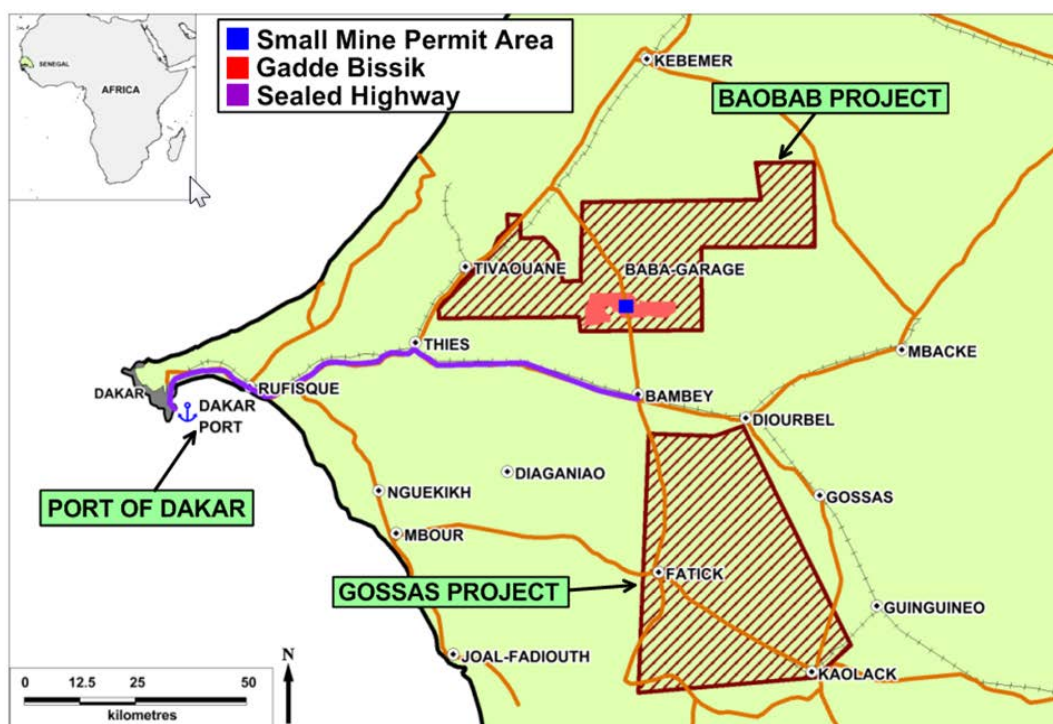 SENEGAL
AFRICA
Small Mine Permit Area
Gadde Bissik
Sealed Highway
KEBEMER
BAOBAB PROJECT
TIVAOUANE
BABA-GARAGE
THIES
MBACKE
DAKAR
RUFISQUE
DAKAR
PORT
BAMBEY
DIOURBEL
PORT OF DAKAR
NGUEKIKH
DIAGANIAO
GOSSAS
MBOUR
GOSSAS PROJECT
FATICK
GUINGUINEO
JOAL-FADIOUTH
KAOLACK
N
0 12.5 25 50
kilometres